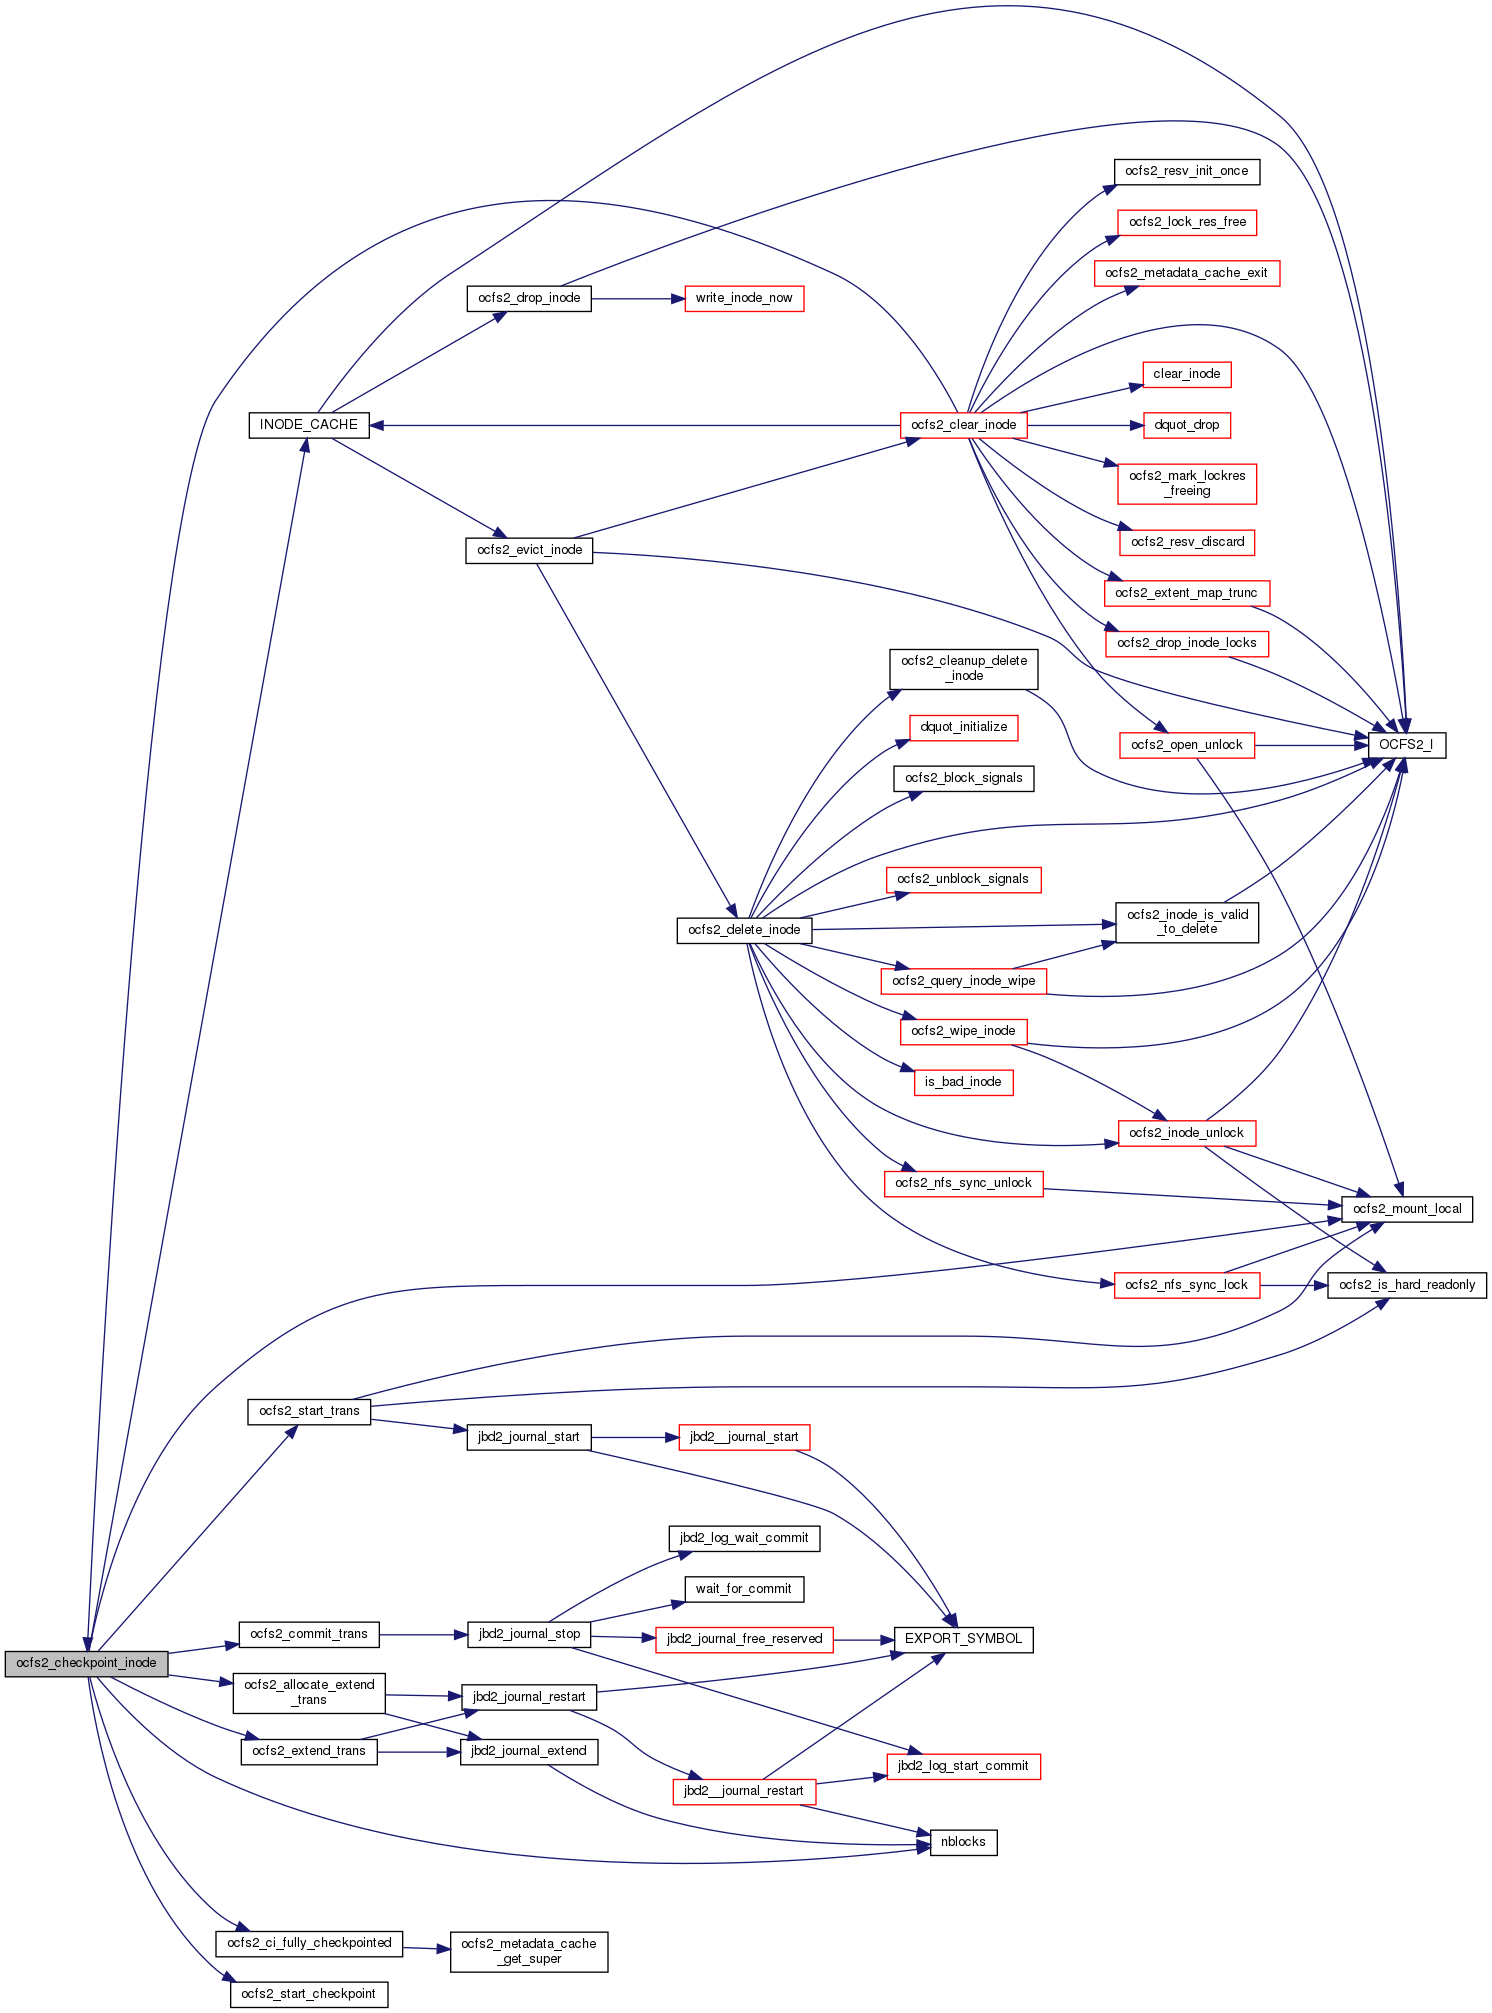 ocfs2_resv_init_once
ocfs2_lock_res_free
ocfs2_metadata_cache_exit
ocfs2_drop_inode
write_inode_now
clear_inode
INODE_CACHE
ocfs2_clear_inode
dquot_drop
ocfs2_mark_lockres
_freeing
ocfs2_evict_inode
ocfs2_resv_discard
ocfs2_extent_map_trunc
ocfs2_drop_inode_locks
ocfs2_cleanup_delete
_inode
dquot_initialize
ocfs2_open_unlock
OCFS2_I
ocfs2_block_signals
ocfs2_unblock_signals
ocfs2_inode_is_valid
_to_delete
ocfs2_delete_inode
ocfs2_query_inode_wipe
ocfs2_wipe_inode
is_bad_inode
ocfs2_inode_unlock
ocfs2_nfs_sync_unlock
ocfs2_mount_local
ocfs2_nfs_sync_lock
ocfs2_is_hard_readonly
ocfs2_start_trans
jbd2_journal_start
jbd2__journal_start
jbd2_log_wait_commit
wait_for_commit
ocfs2_commit_trans
jbd2_journal_stop
jbd2_journal_free_reserved
EXPORT_SYMBOL
ocfs2_checkpoint_inode
ocfs2_allocate_extend
_trans
jbd2_journal_restart
ocfs2_extend_trans
jbd2_journal_extend
jbd2_log_start_commit
jbd2__journal_restart
nblocks
ocfs2_ci_fully_checkpointed
ocfs2_metadata_cache
_get_super
ocfs2_start_checkpoint